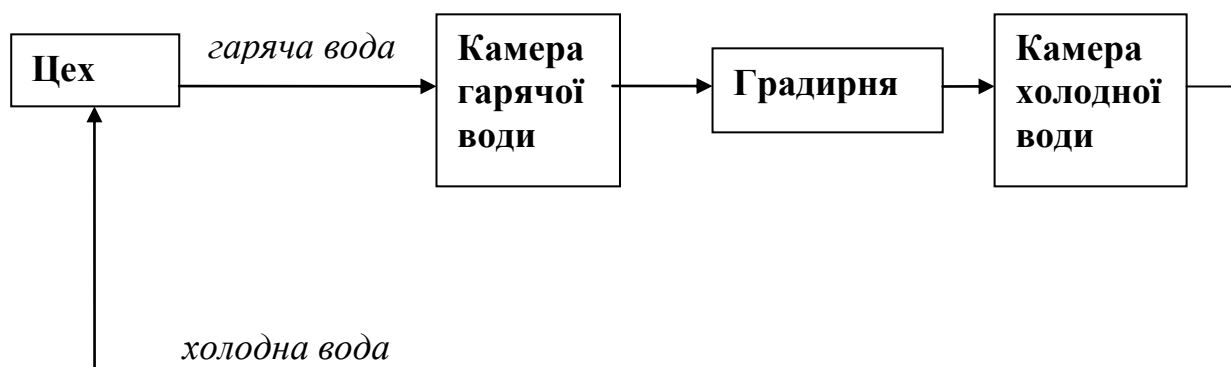 Цех
гаряча вода
Камера
гарячої
води
Градирня
Камера
холодної
води
холодна вода